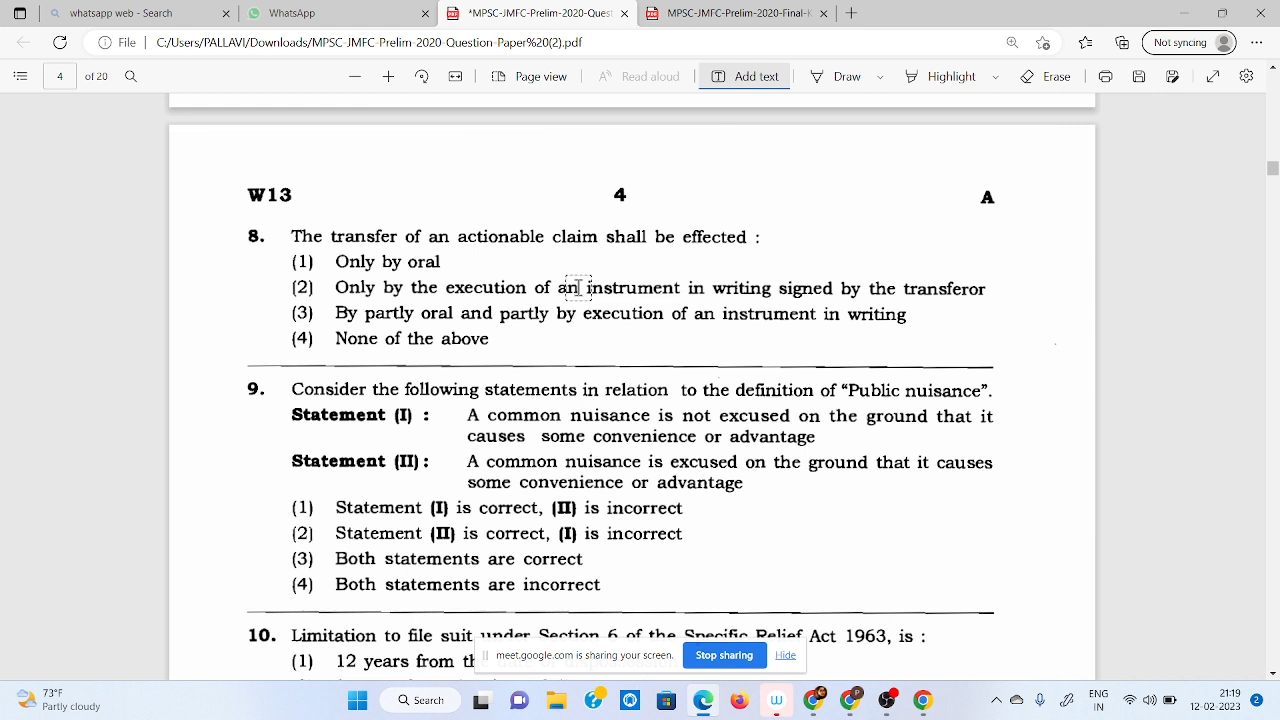 whatsapp web - Search
WhatsApp
*MPSC-JMFC-Prelim-2020-Quest
MPSC-JMFC-Prelim-2020-Final-K
File
C:/Users/PALLAVI/Downloads/MPSC-JMFC-Prelim-2020-Question-Paper%20(2).pdf
Not syncing
4 of 20
Page view
Read aloud
Add text
Draw
Highlight
Erase
W13 4 A
8. The transfer of an actionable claim shall be effected :
(1) Only by oral
(2) Only by the execution of an instrument in writing signed by the transferor
(3) By partly oral and partly by execution of an instrument in writing
(4) None of the above
9. Consider the following statements in relation to the definition of “Public nuisance”.
Statement (I) : A common nuisance is not excused on the ground that it
causes some convenience or advantage
Statement (II) : A common nuisance is excused on the ground that it causes
some convenience or advantage
(1) Statement (I) is correct, (II) is incorrect
(2) Statement (II) is correct, (I) is incorrect
(3) Both statements are correct
(4) Both statements are incorrect
10. Limitation to file suit under Section 6 of the Specific Relief Act 1963, is :
(1) 12 years from
meet.google.com is sharing your screen.
Stop sharing
Hide
73°F
Partly cloudy
Search
ENG
IN
21:19
12-02-2023
2